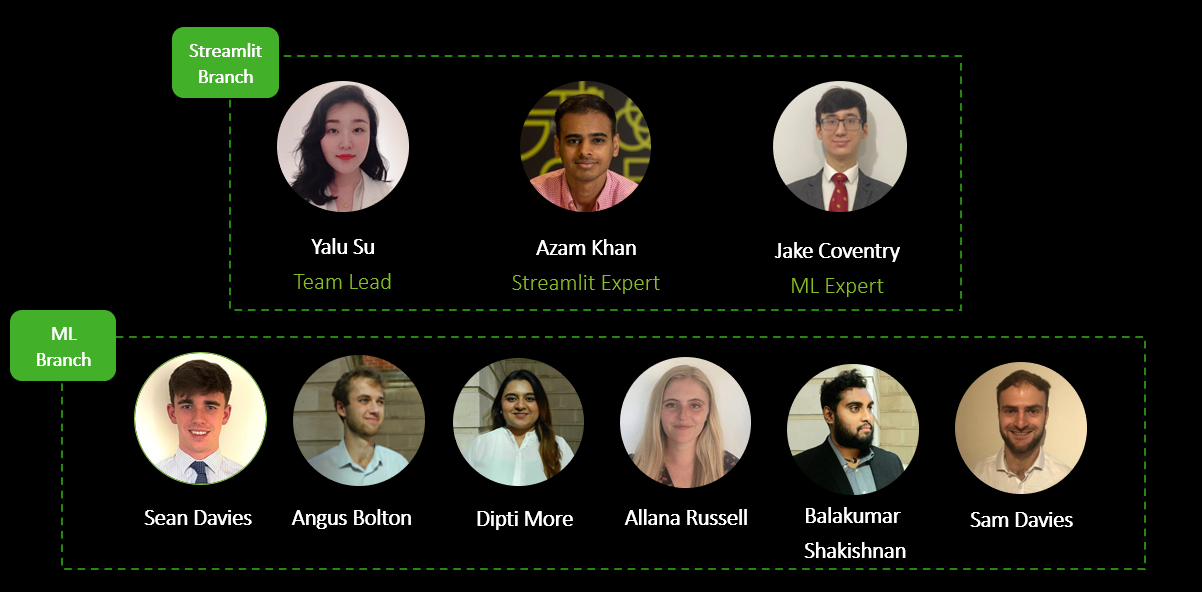 Streamlit
Branch
Yalu Su
Azam Khan
Jake Coventry
Team Lead
Streamlit Expert
ML Expert
ML
Branch
Sean Davies
Angus Bolton
Dipti More
Allana Russell
Balakumar
Shakishnan
Sam Davies